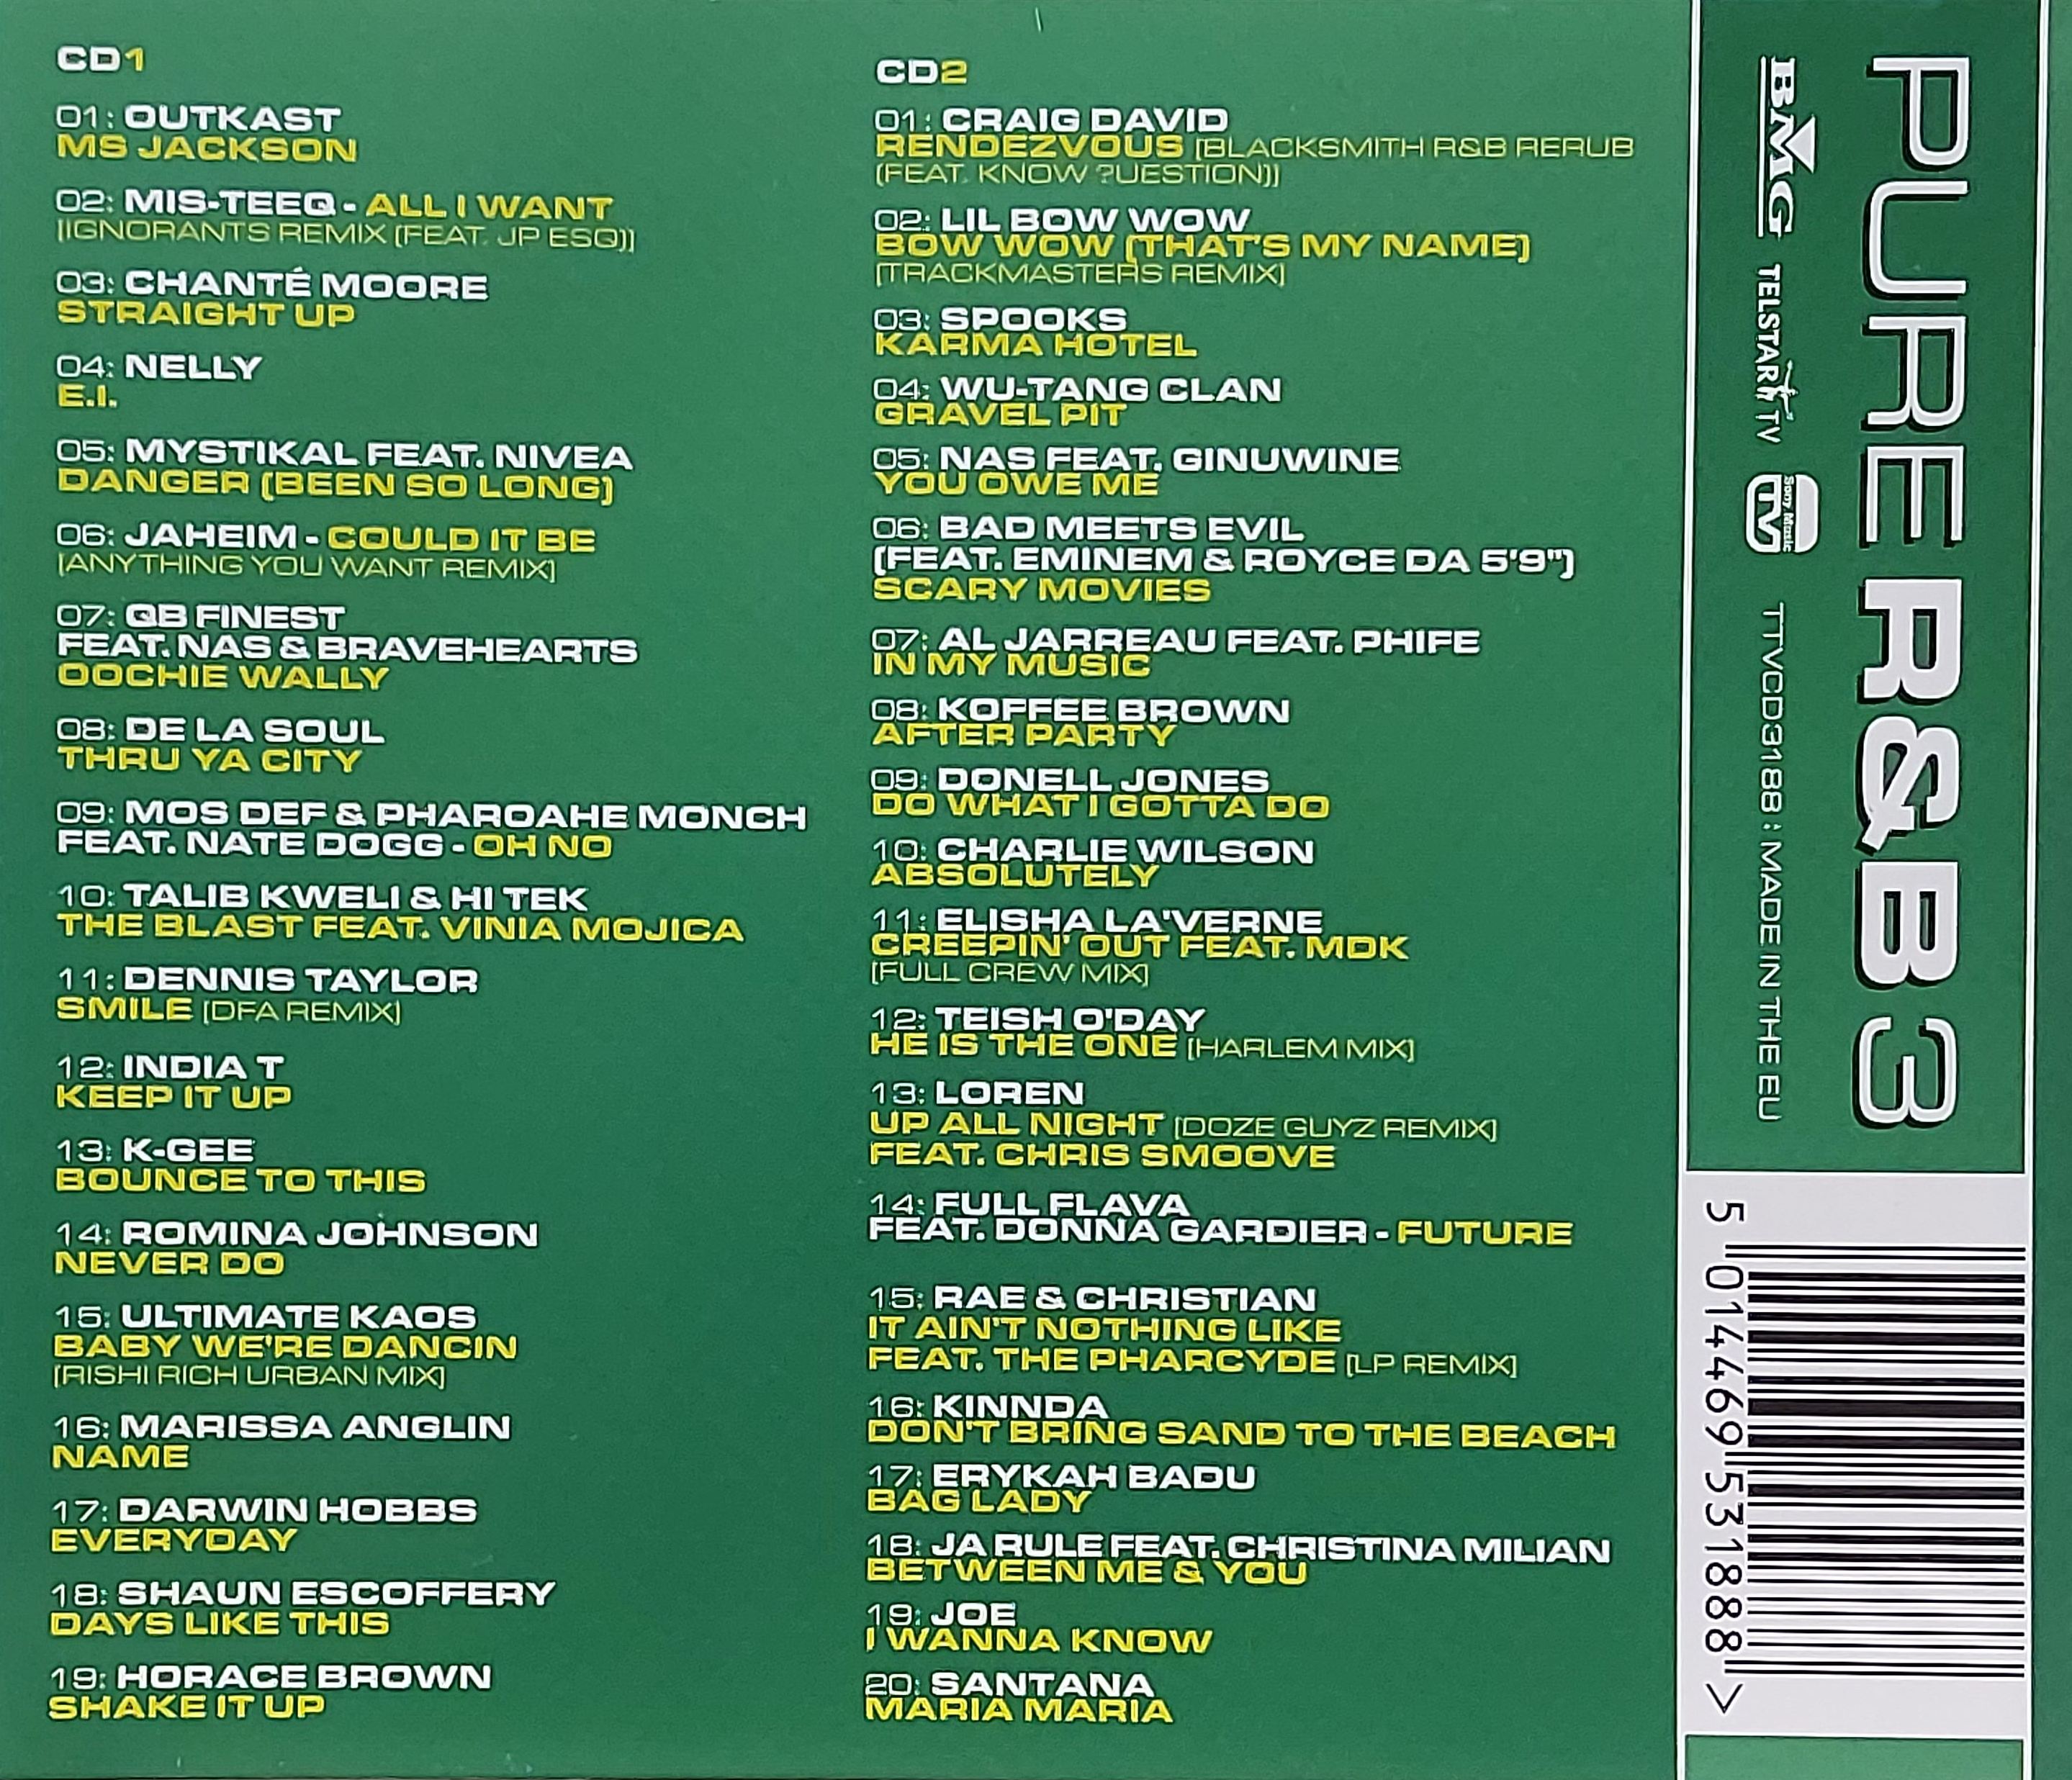 CD1
01: OUTKAST
MS JACKSON
02: MIS-TEEQ - ALL I WANT
[IGNORANTS REMIX (FEAT. JP ESQ)]
03: CHANTÉ MOORE
STRAIGHT UP
04: NELLY
E.I.
05: MYSTIKAL FEAT. NIVEA
DANGER (BEEN SO LONG)
06: JAHEIM - COULD IT BE
[ANYTHING YOU WANT REMIX]
07: QB FINEST
FEAT. NAS & BRAVEHEARTS
OOCHIE WALLY
08: DE LA SOUL
THRU YA CITY
09: MOS DEF & PHAROAHE MONCH
FEAT. NATE DOGG - OH NO
10: TALIB KWELI & HI TEK
THE BLAST FEAT. VINIA MOJICA
11: DENNIS TAYLOR
SMILE [DFA REMIX]
12: INDIA T
KEEP IT UP
13: K-GEE
BOUNCE TO THIS
14: ROMINA JOHNSON
NEVER DO
15: ULTIMATE KAOS
BABY WE'RE DANCIN
[RISHI RICH URBAN MIX]
16: MARISSA ANGLIN
NAME
17: DARWIN HOBBS
EVERYDAY
18: SHAUN ESCOFFERY
DAYS LIKE THIS
19: HORACE BROWN
SHAKE IT UP
CD2
01: CRAIG DAVID
RENDEZVOUS [BLACKSMITH R&B RERUB
(FEAT. KNOW ?UESTION)]
02: LIL BOW WOW
BOW WOW (THAT'S MY NAME)
[TRACKMASTERS REMIX]
03: SPOOKS
KARMA HOTEL
04: WU-TANG CLAN
GRAVEL PIT
05: NAS FEAT. GINUWINE
YOU OWE ME
06: BAD MEETS EVIL
(FEAT. EMINEM & ROYCE DA 5'9")
SCARY MOVIES
07: AL JARREAU FEAT. PHIFE
IN MY MUSIC
08: KOFFEE BROWN
AFTER PARTY
09: DONELL JONES
DO WHAT I GOTTA DO
10: CHARLIE WILSON
ABSOLUTELY
11: ELISHA LA'VERNE
CREEPIN' OUT FEAT. MDK
[FULL CREW MIX]
12: TEISH O'DAY
HE IS THE ONE [HARLEM MIX]
13: LOREN
UP ALL NIGHT [DOZE GUYZ REMIX]
FEAT. CHRIS SMOOVE
14: FULL FLAVA
FEAT. DONNA GARDIER - FUTURE
15: RAE & CHRISTIAN
IT AIN'T NOTHING LIKE
FEAT. THE PHARCYDE [LP REMIX]
16: KINNDA
DON'T BRING SAND TO THE BEACH
17: ERYKAH BADU
BAG LADY
18: JA RULE FEAT. CHRISTINA MILIAN
BETWEEN ME & YOU
19: JOE
I WANNA KNOW
20: SANTANA
MARIA MARIA
PURE R&B 3
BMG TELSTAR TV Sony Music TV TTVCD3188 : MADE IN THE EU
5 014469 531888 >